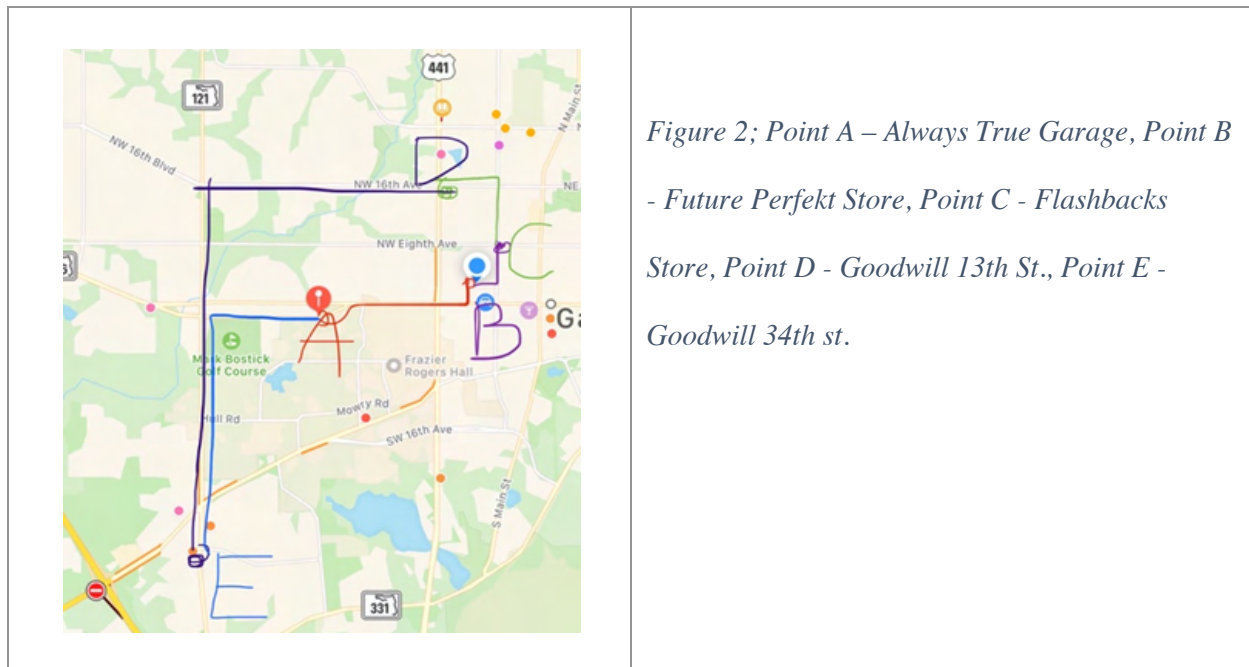 441
121
D
NW 16th Blvd
N Main St
NW 16th Ave
NE
C
NW Eighth Ave
B
Ga
A
Mark Bostick
Golf Course
Frazier
Rogers Hall
Hull Rd
Mowry Rd
SW 16th Ave
S Main St
E
331
Figure 2; Point A – Always True Garage, Point B
- Future Perfekt Store, Point C - Flashbacks
Store, Point D - Goodwill 13th St., Point E -
Goodwill 34th st.